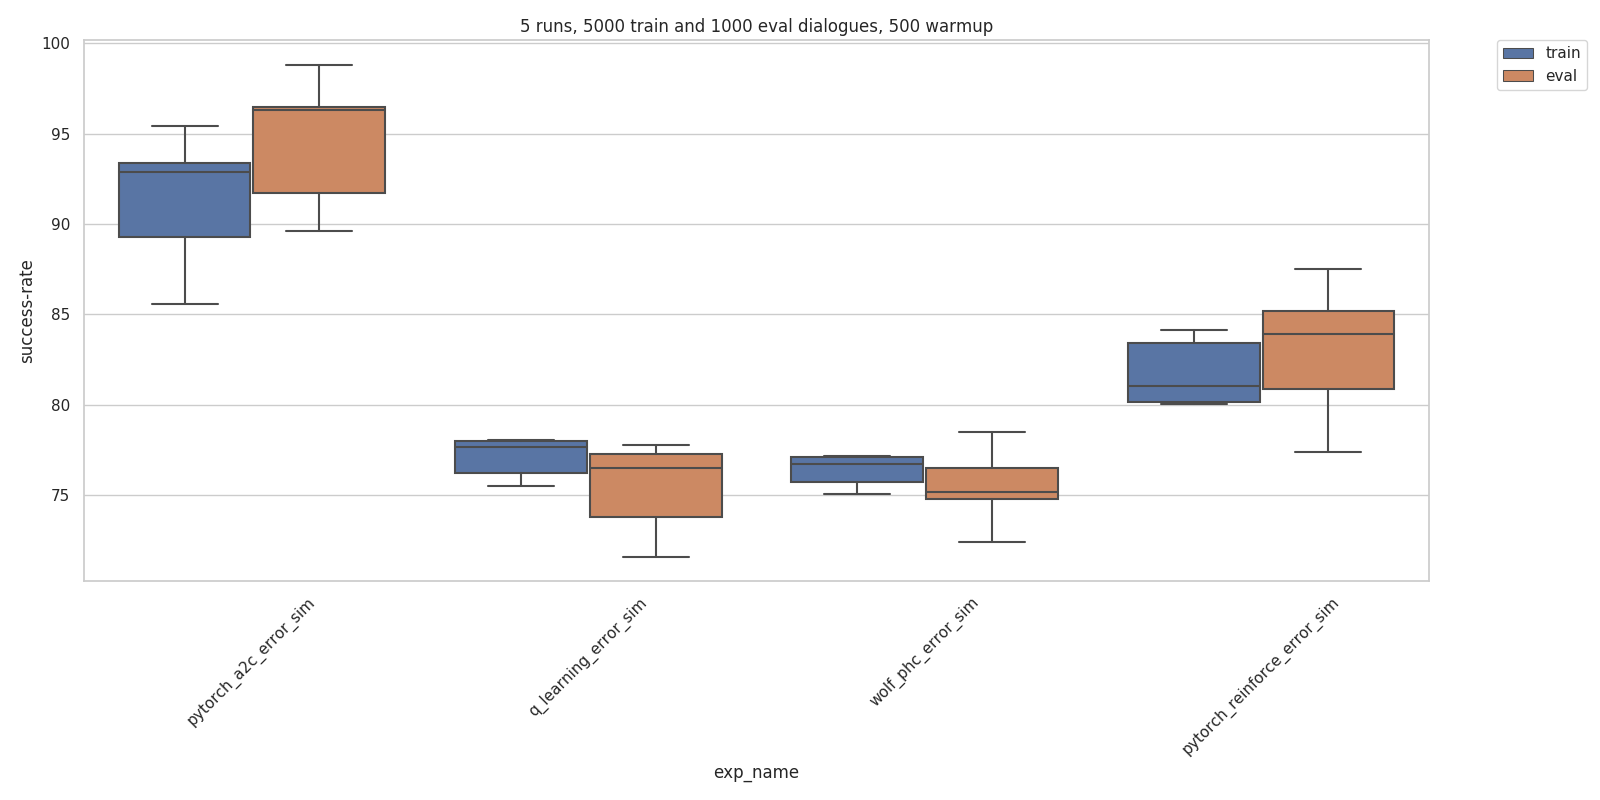 5 runs, 5000 train and 1000 eval dialogues, 500 warmup
train
eval
success-rate
100
95
90
85
80
75
pytorch_a2c_error_sim
q_learning_error_sim
wolf_phc_error_sim
pytorch_reinforce_error_sim
exp_name